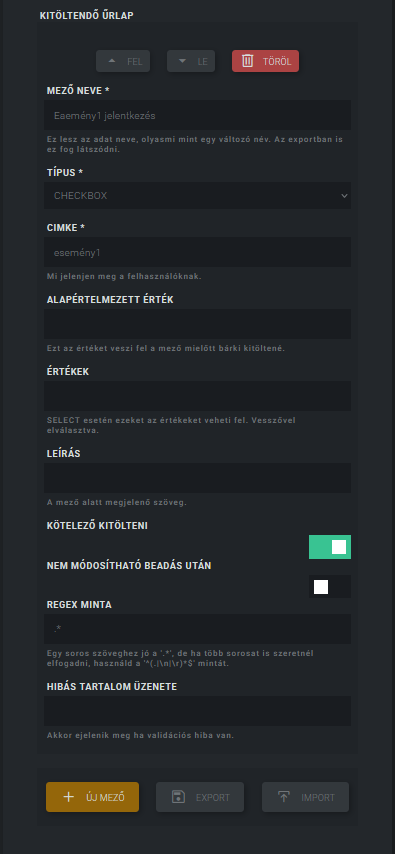 KITÖLTENDŐ ŰRLAP
FEL
LE
TÖRÖL
MEZŐ NEVE *
Esemény1 jelentkezés
Ez lesz az adat neve, olyasmi mint egy változó név. Az exportban is
ez fog látszódni.
TÍPUS *
CHECKBOX
CIMKE *
esemény1
Mi jelenjen meg a felhasználóknak.
ALAPÉRTELMEZETT ÉRTÉK
Ezt az értéket veszi fel a mező mielőtt bárki kitöltené.
ÉRTÉKEK
SELECT esetén ezeket az értékeket veheti fel. Vesszővel
elválasztva.
LEÍRÁS
A mező alatt megjelenő szöveg.
KÖTELEZŐ KITÖLTENI
NEM MÓDOSÍTHATÓ BEADÁS UTÁN
REGEX MINTA
.*
Egy soros szöveghez jó a '.*', de ha több sorosat is szeretnél
elfogadni, használd a '^(.|\n|\r)*$' mintát.
HIBÁS TARTALOM ÜZENETE
Akkor ejelenik meg ha validációs hiba van.
ÚJ MEZŐ
EXPORT
IMPORT